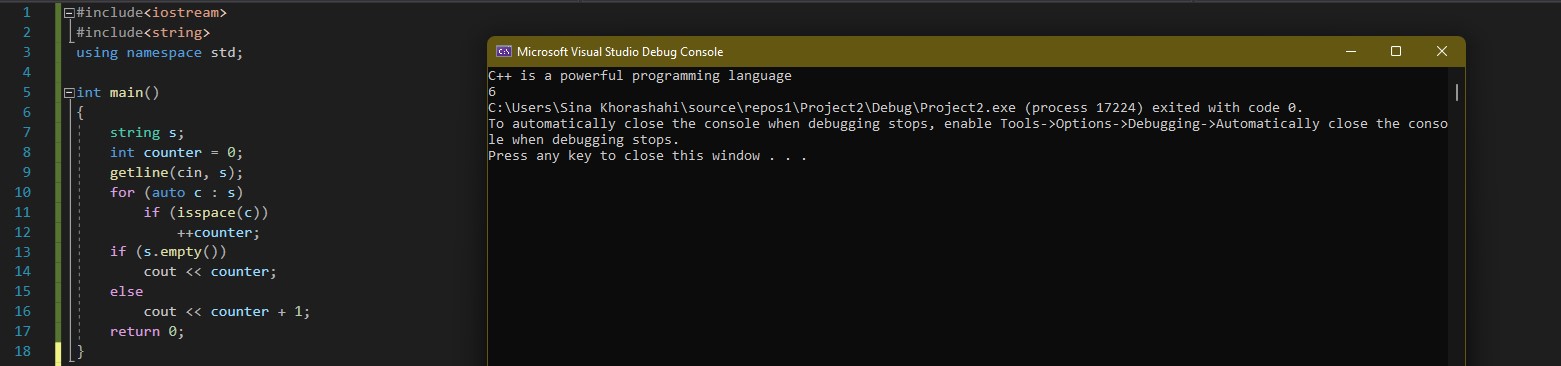 1 #include<iostream>
2 #include<string>
3 using namespace std;
4
5 int main()
6 {
7 string s;
8 int counter = 0;
9 getline(cin, s);
10 for (auto c : s)
11 if (isspace(c))
12 ++counter;
13 if (s.empty())
14 cout << counter;
15 else
16 cout << counter + 1;
17 return 0;
18 }
Microsoft Visual Studio Debug Console
C++ is a powerful programming language
6
C:\Users\Sina Khorashahi\source\repos1\Project2\Debug\Project2.exe (process 17224) exited with code 0.
To automatically close the console when debugging stops, enable Tools->Options->Debugging->Automatically close the conso
le when debugging stops.
Press any key to close this window . . .